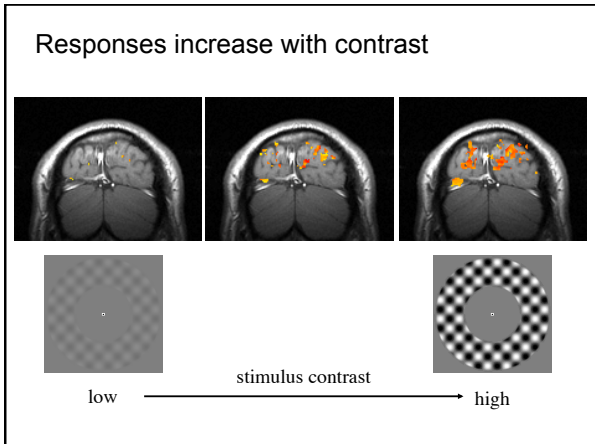 Responses increase with contrast
stimulus contrast
low
high